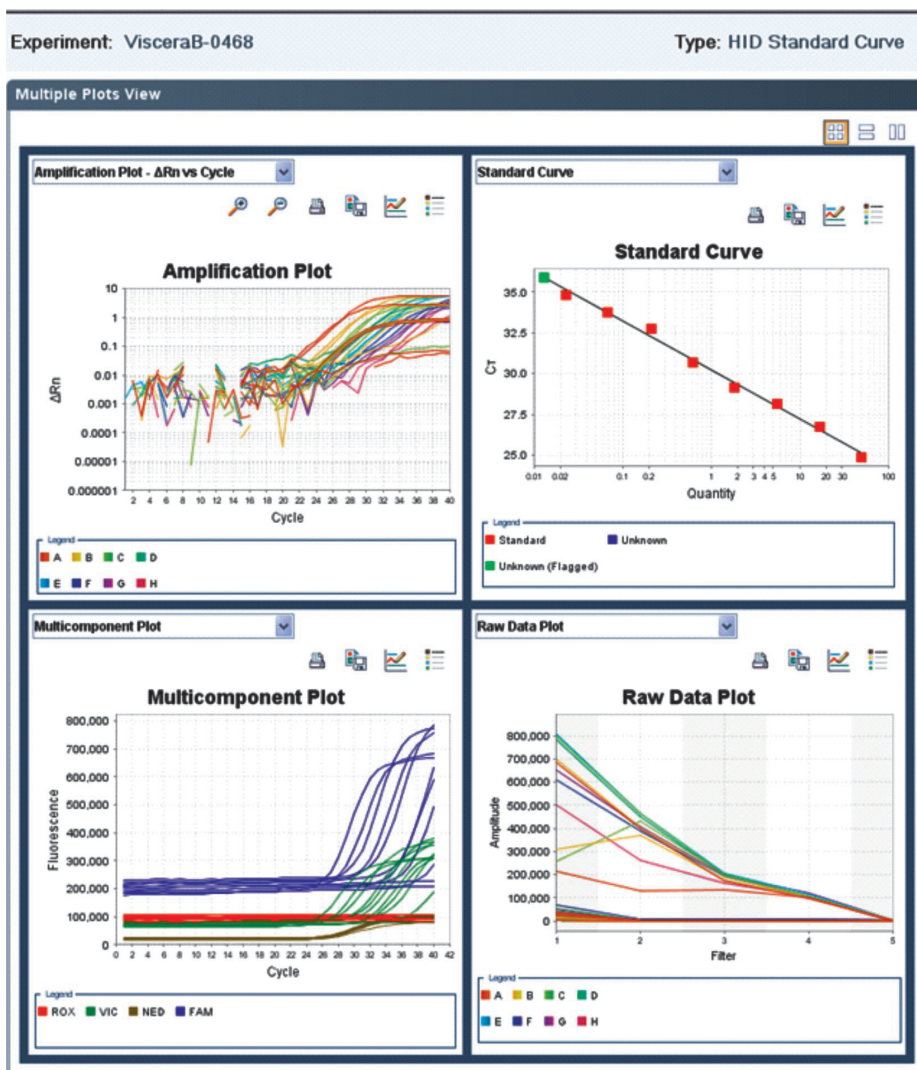 Experiment: VisceraB-0468 Type: HID Standard Curve
Multiple Plots View
Amplification Plot - ΔRn vs Cycle
Amplification Plot
10
1
0.1
0.01
0.001
0.0001
0.00001
0.000001
ΔRn
2 4 6 8 10 12 14 16 18 20 22 24 26 28 30 32 34 36 38 40
Cycle
Legend
A B C D
E F G H
Standard Curve
Standard Curve
35.0
32.5
30.0
27.5
25.0
CT
0.01 0.02 0.1 0.2 1 2 3 4 5 10 20 30 100
Quantity
Legend
Standard Unknown
Unknown (Flagged)
Multicomponent Plot
Multicomponent Plot
800,000
700,000
600,000
500,000
400,000
300,000
200,000
100,000
0
Fluorescence
0 2 4 6 8 10 12 14 16 18 20 22 24 26 28 30 32 34 36 38 40 42
Cycle
Legend
ROX VIC NED FAM
Raw Data Plot
Raw Data Plot
800,000
700,000
600,000
500,000
400,000
300,000
200,000
100,000
0
Amplitude
1 2 3 4 5
Filter
Legend
A B C D
E F G H